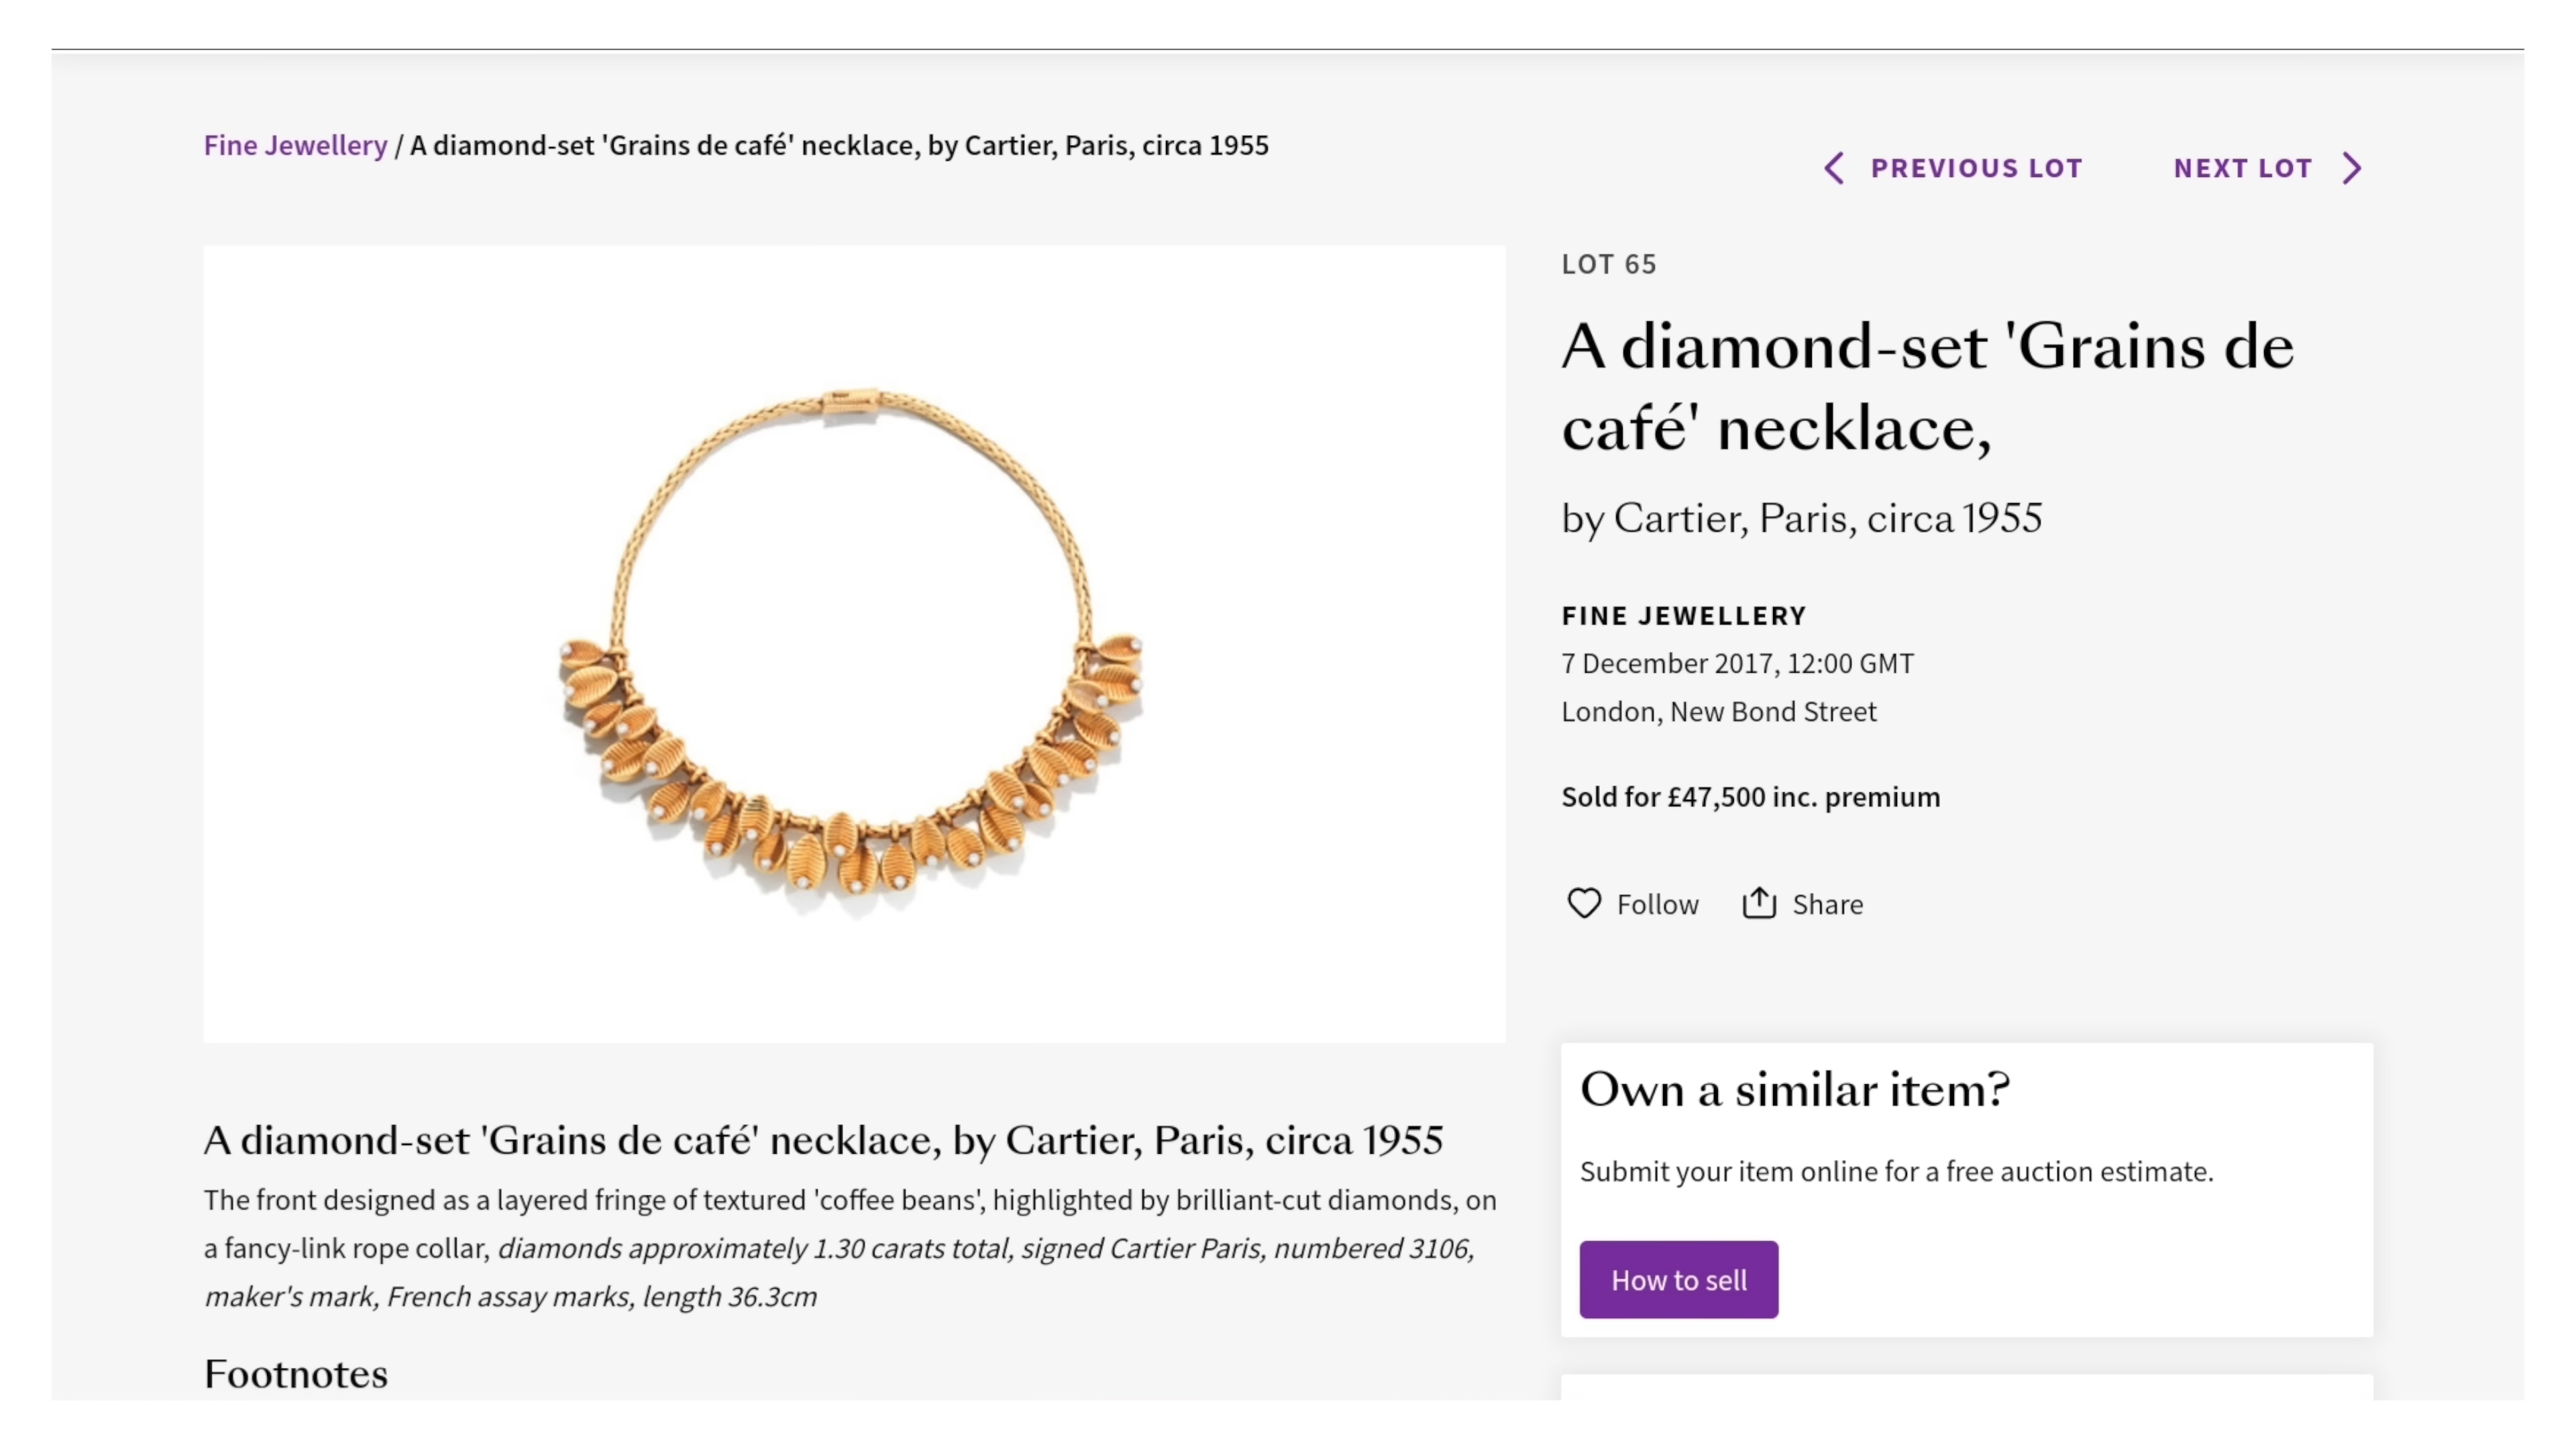 Fine Jewellery / A diamond-set 'Grains de café' necklace, by Cartier, Paris, circa 1955
PREVIOUS LOT
NEXT LOT
LOT 65
A diamond-set 'Grains de
café' necklace,
by Cartier, Paris, circa 1955
FINE JEWELLERY
7 December 2017, 12:00 GMT
London, New Bond Street
Sold for £47,500 inc. premium
Follow
Share
A diamond-set 'Grains de café' necklace, by Cartier, Paris, circa 1955
The front designed as a layered fringe of textured 'coffee beans', highlighted by brilliant-cut diamonds, on
a fancy-link rope collar, diamonds approximately 1.30 carats total, signed Cartier Paris, numbered 3106,
maker's mark, French assay marks, length 36.3cm
Footnotes
Own a similar item?
Submit your item online for a free auction estimate.
How to sell